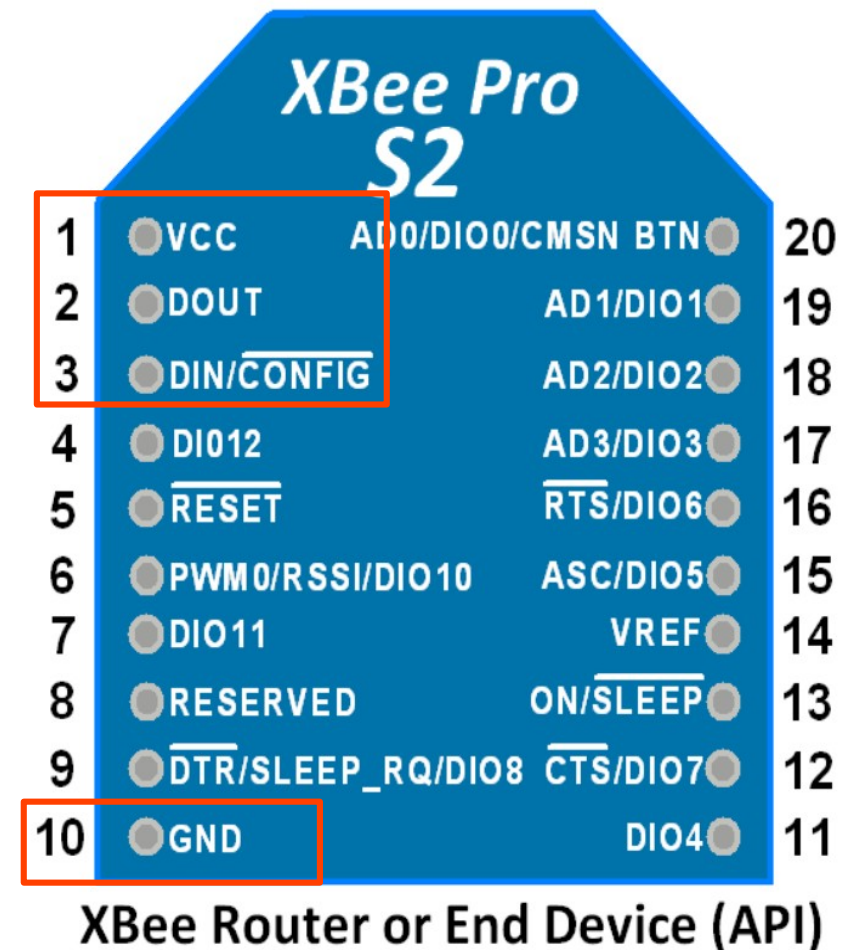 XBee Pro
S2
1 VCC AD0/DIO0/CMSN BTN 20
2 DOUT AD1/DIO1 19
3 DIN/CONFIG AD2/DIO2 18
4 DI012 AD3/DIO3 17
5 RESET RTS/DIO6 16
6 PWM0/RSSI/DIO10 ASC/DIO5 15
7 DIO11 VREF 14
8 RESERVED ON/SLEEP 13
9 DTR/SLEEP_RQ/DIO8 CTS/DIO7 12
10 GND DIO4 11
XBee Router or End Device (API)